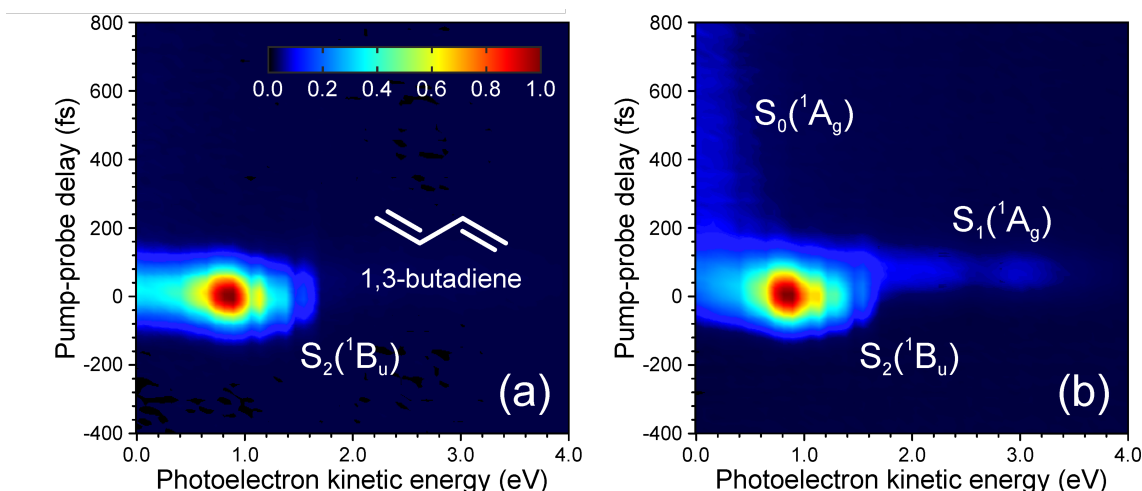 800
600
400
200
0
-200
-400
Pump-probe delay (fs)
0.0 0.2 0.4 0.6 0.8 1.0
1,3-butadiene
S₂(¹Bᵤ)
(a)
0.0 1.0 2.0 3.0 4.0
Photoelectron kinetic energy (eV)
800
600
400
200
0
-200
-400
Pump-probe delay (fs)
S₀(¹A_g)
S₁(¹A_g)
S₂(¹Bᵤ)
(b)
0.0 1.0 2.0 3.0 4.0
Photoelectron kinetic energy (eV)